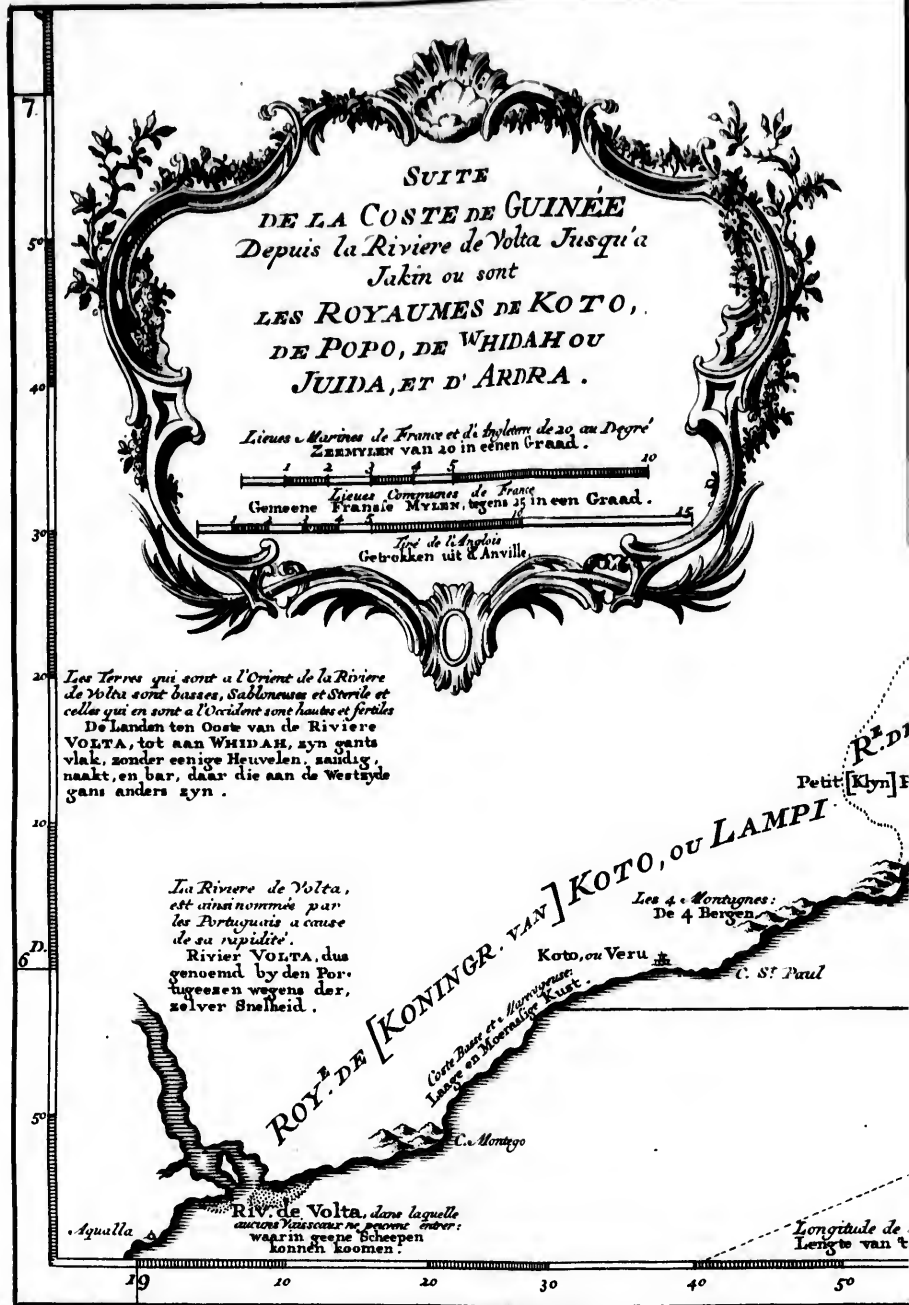 SUITE
DE LA COSTE DE GUINÉE
Depuis la Riviere de Volta Jusqu'a
Jakin ou sont
LES ROYAUMES DE KOTO,
DE POPO, DE WHIDAH OU
JUIDA, ET D'ARDRA.
Lieues Marines de France et d'Angleterre de 20 au Degré
ZEEMYLEN van 20 in eenen Graad.
1 2 3 4 5 10
Lieues Communes de France
Gemeene Fransie MYLEN, tegens 25 in een Graad.
1 2 3 4 5 10 15
Tiré de l'Anglois
Getrokken uit d'Anville.
Les Terres qui sont a l'Orient de la Riviere
de Volta sont basses, Sabloneuses et Sterile et
celles qui en sont a l'Occident sont hautes et fertiles
De Landen ten Ooste van de Riviere
VOLTA, tot aan WHIDAH, zyn gants
vlak, zonder eenige Heuvelen, zandig,
naakt, en bar, daar die aan de Westzyde
gans anders zyn.
R.E DE
Petit [Klyn] P
ROY.E DE [KONINGR. VAN] KOTO, OU LAMPI
La Riviere de Volta,
est ainsi nommée par
les Portuguais a cause
de sa rapidité.
Rivier VOLTA, dus
genoemd by den Por-
tugeezen wegens der,
zelver Snelheid.
Les 4 Montagnes:
De 4 Bergen
Koto, ou Veru
C. St. Paul
Coste Basse et Marecageuse:
Laage en Moerasige Kust.
C. Montego
Riv. de Volta, dans laquelle
aucuns Vaisseaux ne peuvent entrer:
waar in geene Scheepen
konnen koomen.
Aqualla
Longitude de
Lengte van 't
7.
50
40
30
20
10
6D.
50
19 10 20 30 40 50